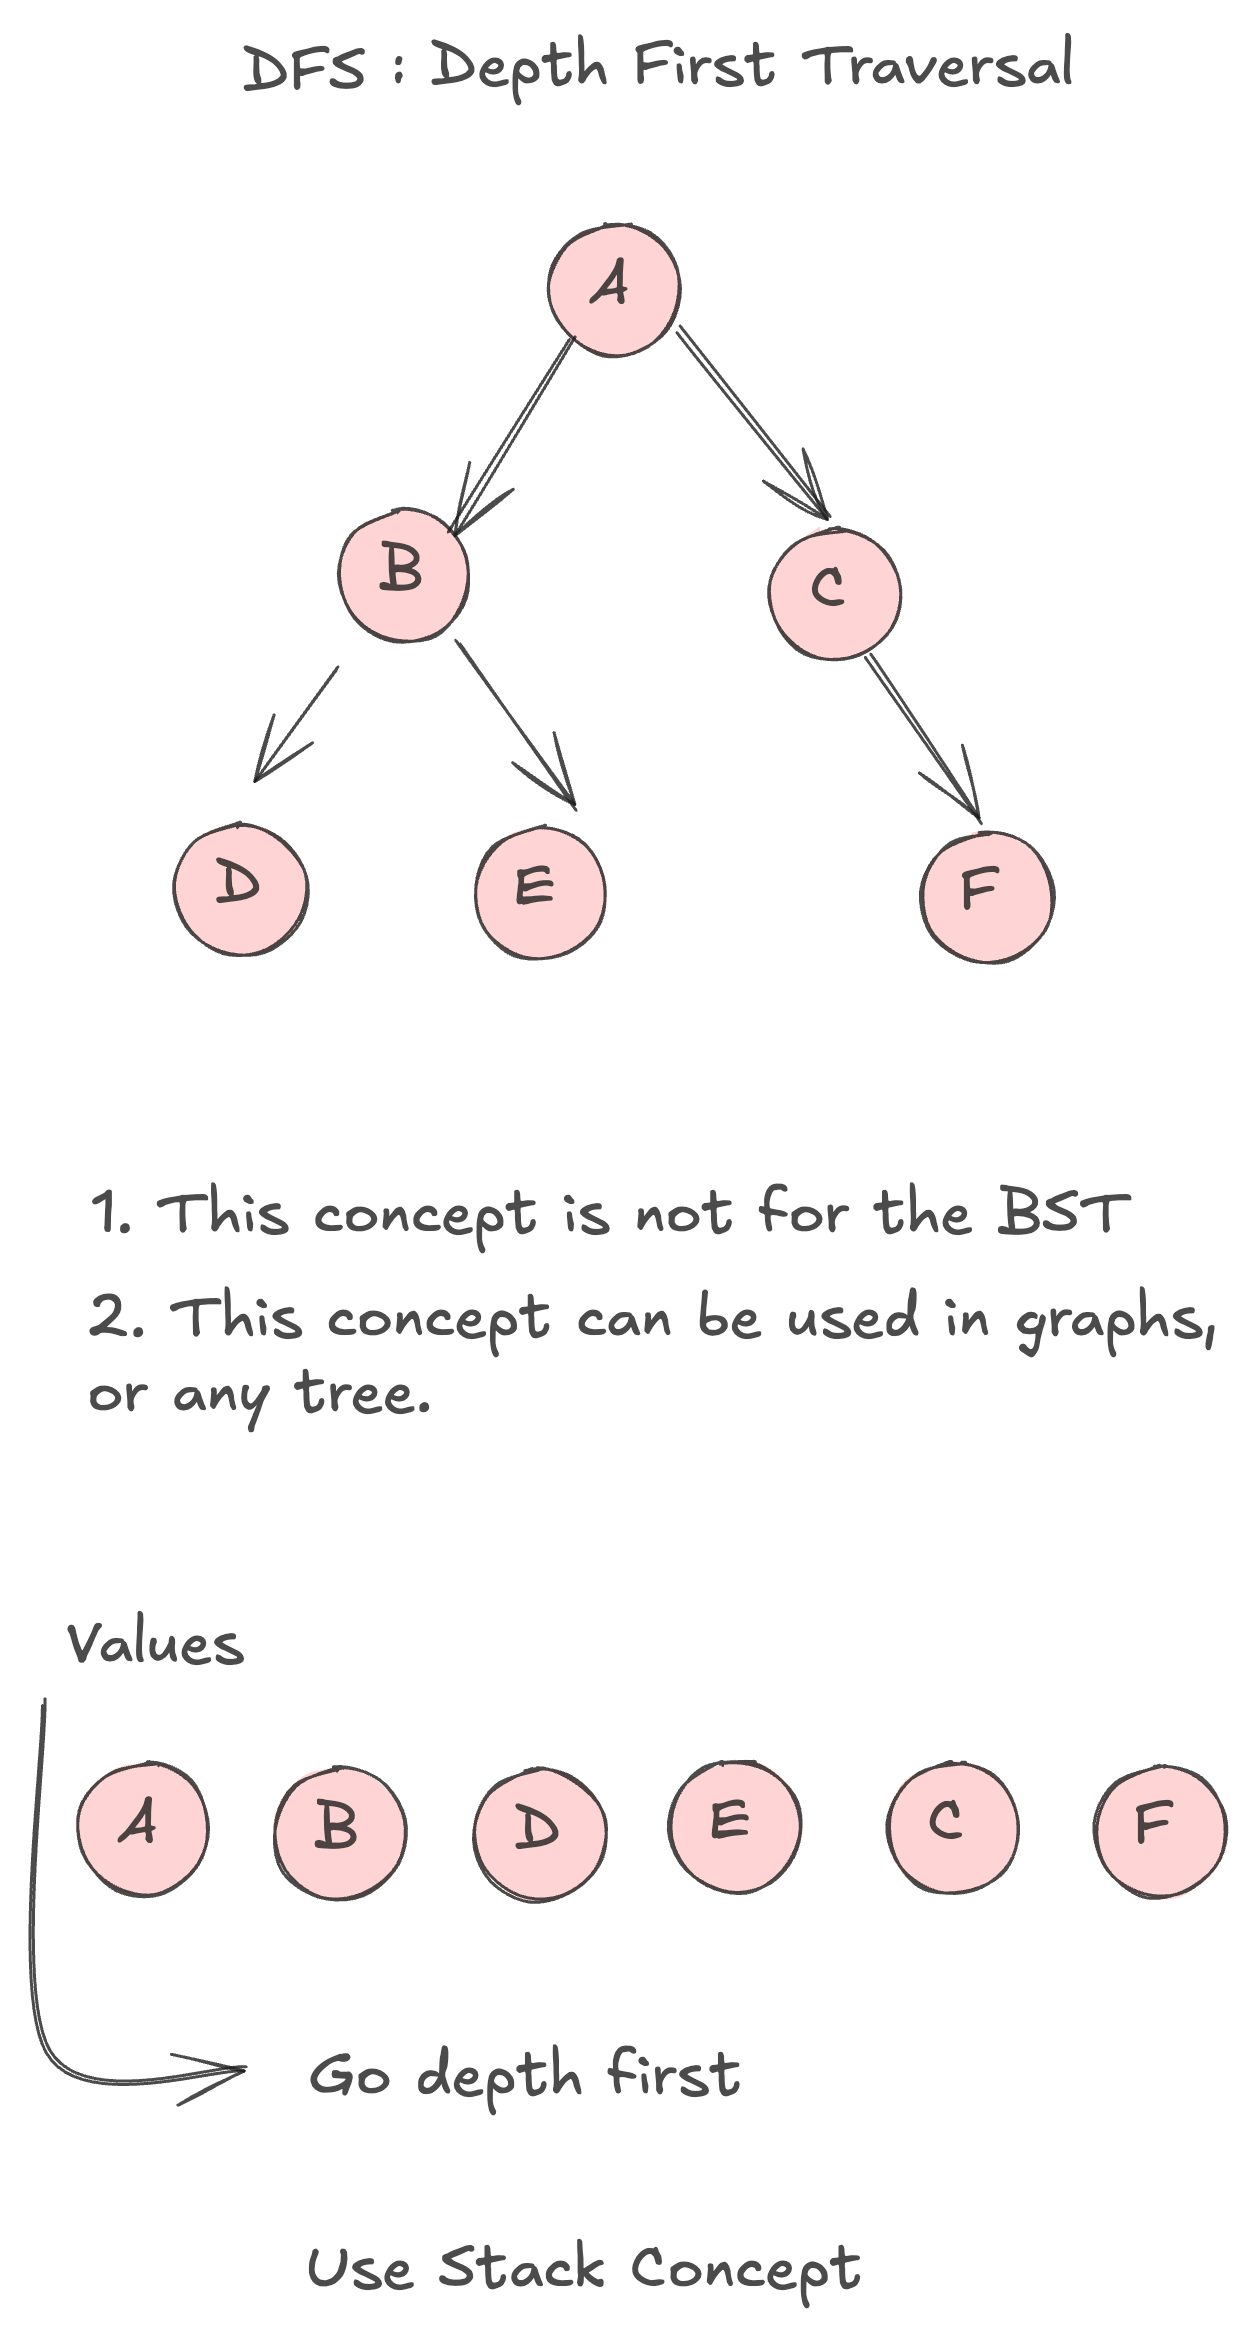 DFS : Depth First Traversal
A
B
C
D
E
F
1. This concept is not for the BST
2. This concept can be used in graphs,
or any tree.
Values
A B D E C F
Go depth first
Use Stack Concept